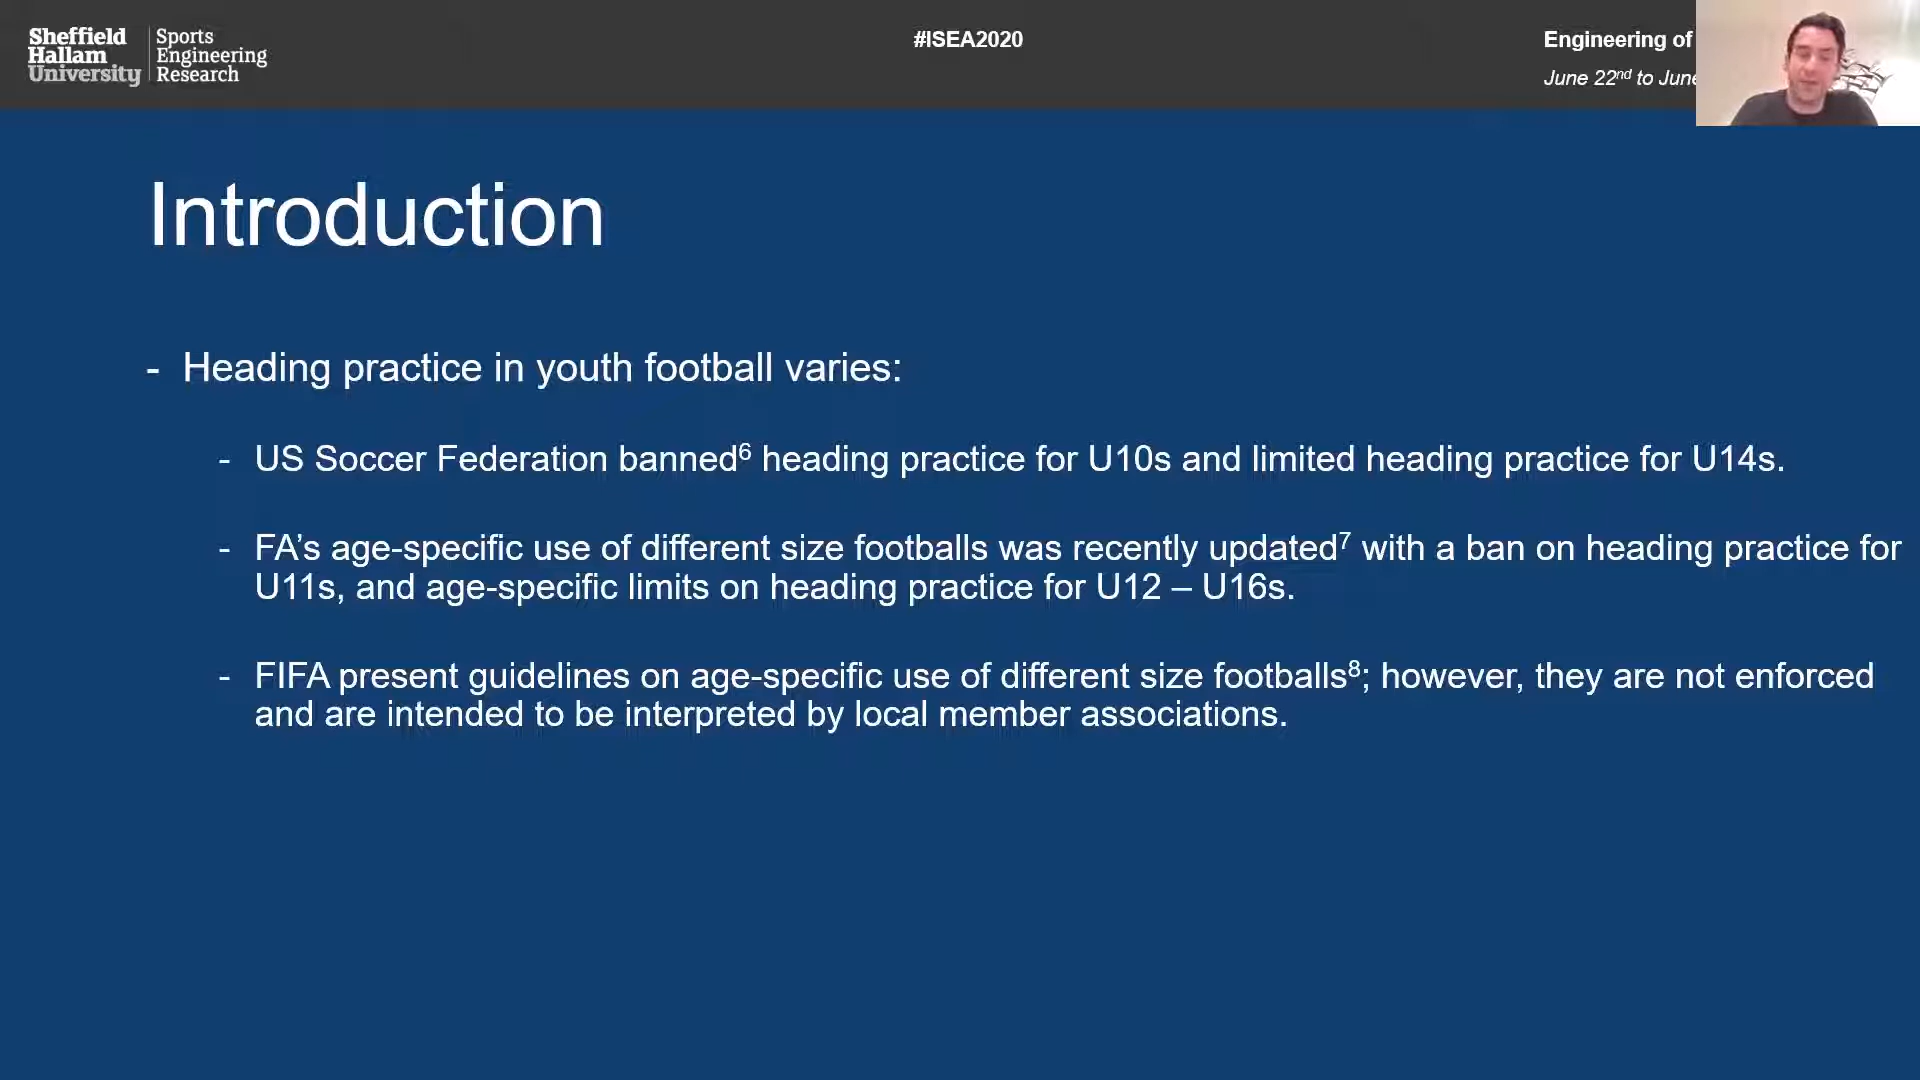 Sheffield
Hallam
University
Sports
Engineering
Research
#ISEA2020
Engineering of
June 22nd to June
Introduction
- Heading practice in youth football varies:
- US Soccer Federation banned⁶ heading practice for U10s and limited heading practice for U14s.
- FA’s age-specific use of different size footballs was recently updated⁷ with a ban on heading practice for
U11s, and age-specific limits on heading practice for U12 – U16s.
- FIFA present guidelines on age-specific use of different size footballs⁸; however, they are not enforced
and are intended to be interpreted by local member associations.